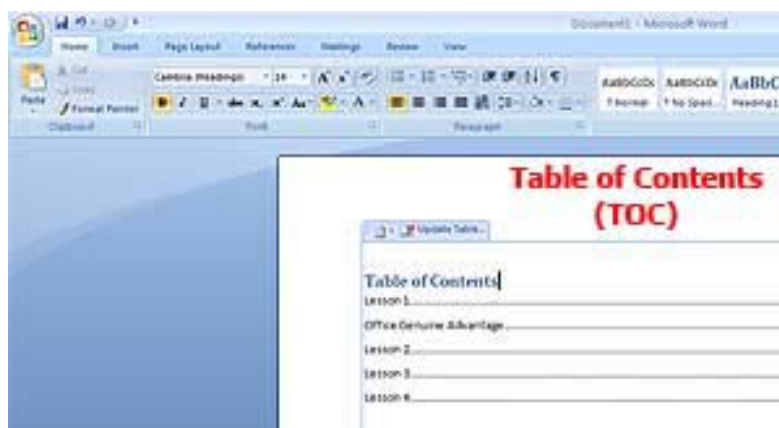 Document1 - Microsoft Word
Home Insert Page Layout References Mailings Review View
Cut
Cambria (Headings) 14
Copy
Paste
Format Painter
AaBbCcDc AaBbCcDc AaBbC
¶ Normal ¶ No Spaci... Heading 1
Clipboard Font Paragraph
Table of Contents
(TOC)
Update Table...
Table of Contents
Lesson 1
Office Genuine Advantage
Lesson 2
Lesson 3
Lesson 4